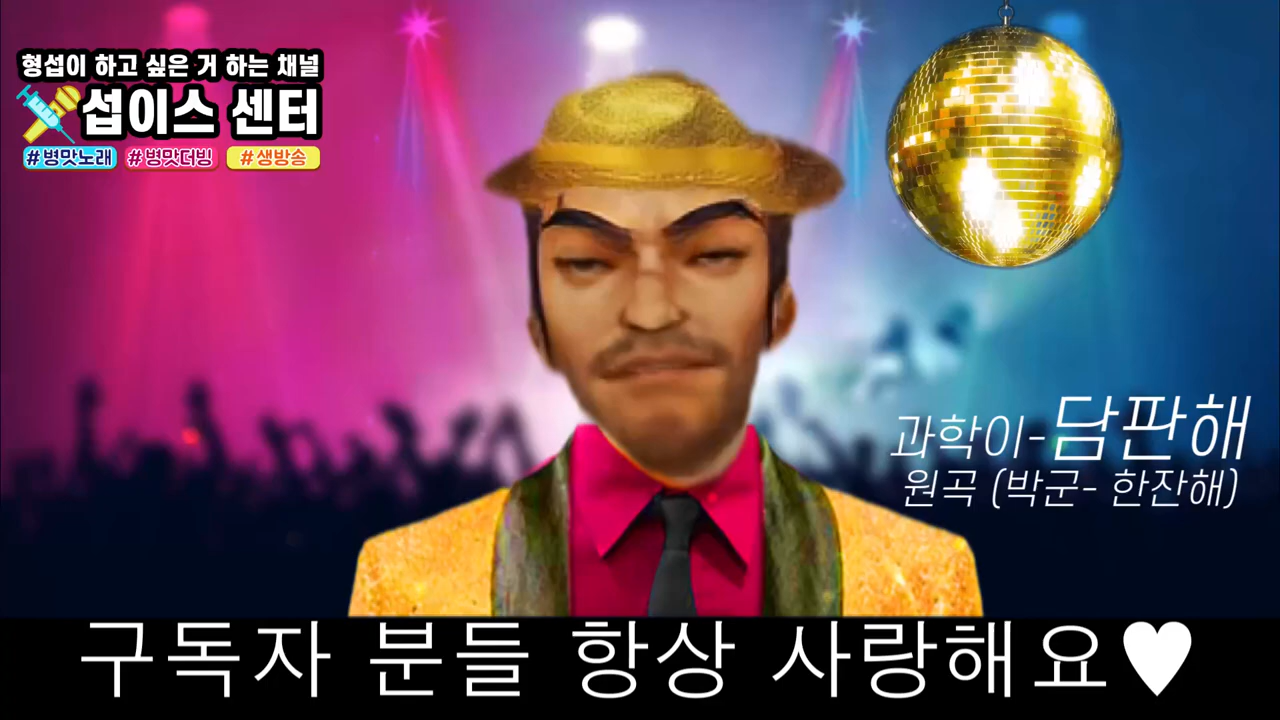 형섭이 하고 싶은 거 하는 채널
섭이스 센터
#병맛노래 #병맛더빙 #생방송
과학이-담판해
원곡 (박군- 한잔해)
구독자 분들 항상 사랑해요♥